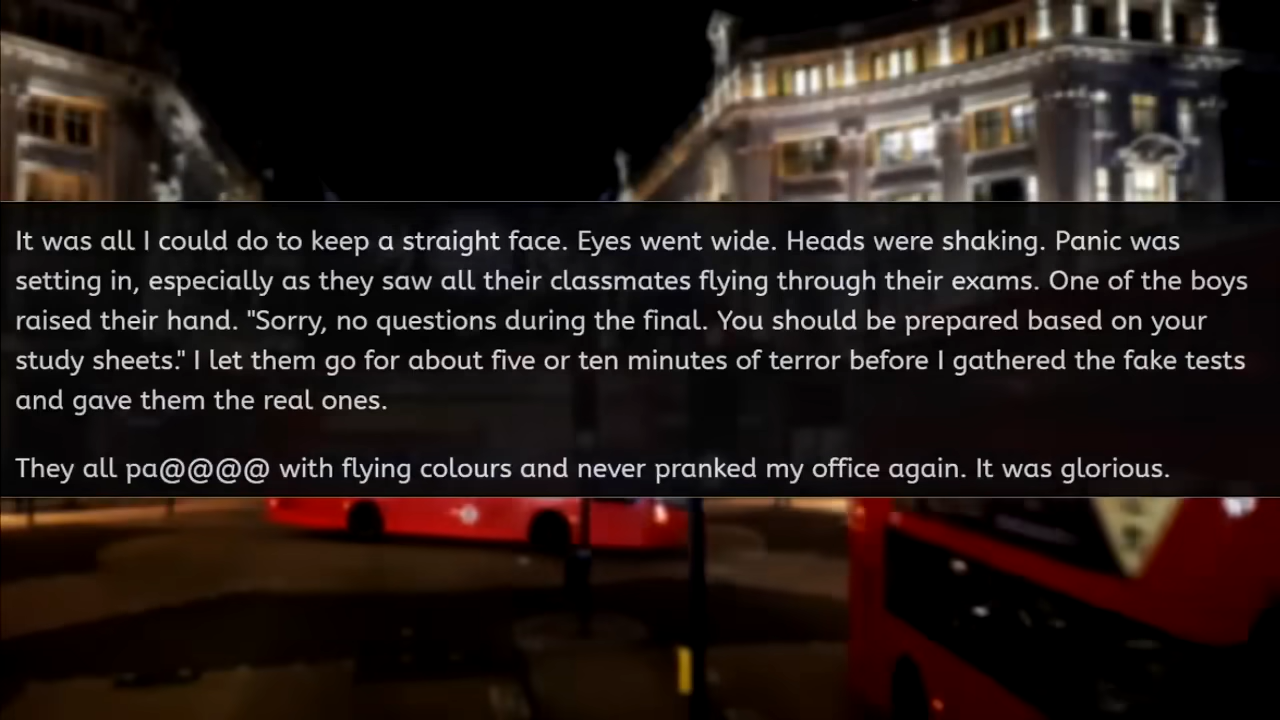 It was all I could do to keep a straight face. Eyes went wide. Heads were shaking. Panic was
setting in, especially as they saw all their classmates flying through their exams. One of the boys
raised their hand. "Sorry, no questions during the final. You should be prepared based on your
study sheets." I let them go for about five or ten minutes of terror before I gathered the fake tests
and gave them the real ones.
They all pa@@@@ with flying colours and never pranked my office again. It was glorious.